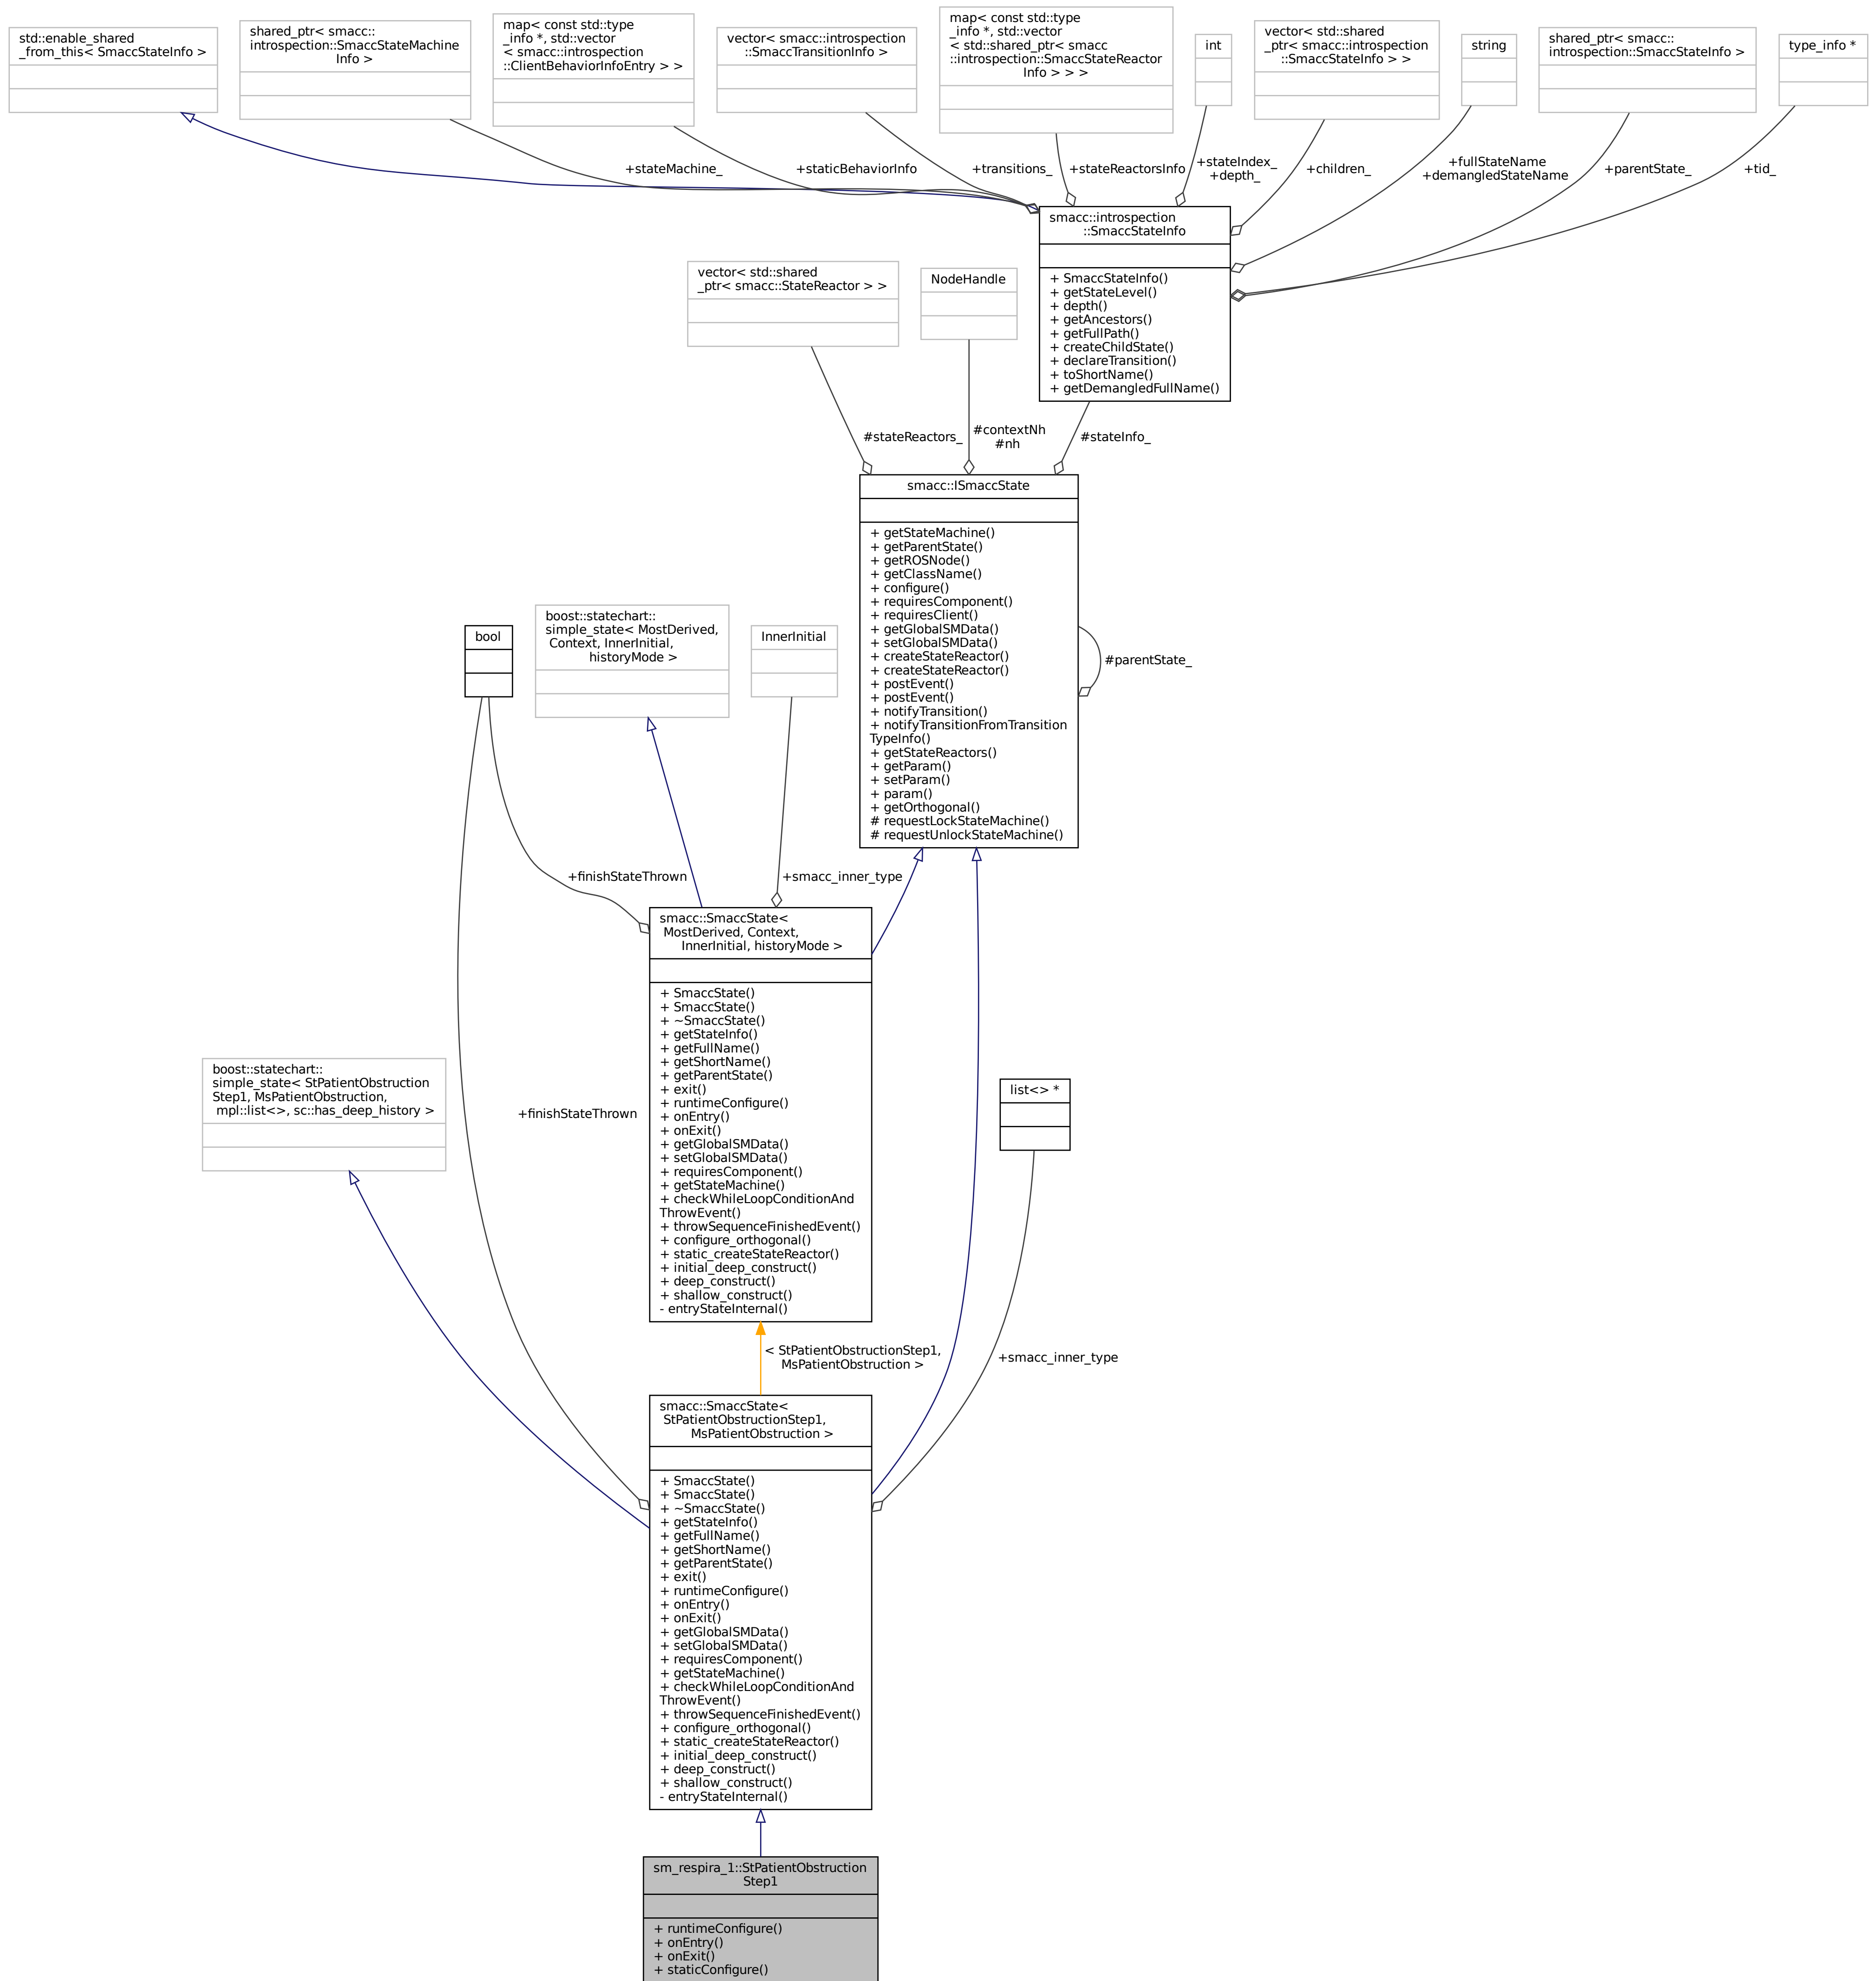 std::enable_shared
_from_this< SmaccStateInfo >
shared_ptr< smacc::
introspection::SmaccStateMachine
Info >
map< const std::type
_info *, std::vector
< smacc::introspection
::ClientBehaviorInfoEntry > >
vector< smacc::introspection
::SmaccTransitionInfo >
map< const std::type
_info *, std::vector
< std::shared_ptr< smacc
::introspection::SmaccStateReactor
Info > > >
int
vector< std::shared
_ptr< smacc::introspection
::SmaccStateInfo > >
string
shared_ptr< smacc::
introspection::SmaccStateInfo >
type_info *
+stateMachine_
+staticBehaviorInfo
+transitions_
+stateReactorsInfo
+stateIndex_
+depth_
+children_
+fullStateName
+demangledStateName
+parentState_
+tid_
smacc::introspection
::SmaccStateInfo
+ SmaccStateInfo()
+ getStateLevel()
+ depth()
+ getAncestors()
+ getFullPath()
+ createChildState()
+ declareTransition()
+ toShortName()
+ getDemangledFullName()
vector< std::shared
_ptr< smacc::StateReactor > >
NodeHandle
#stateReactors_
#contextNh
#nh
#stateInfo_
smacc::ISmaccState
+ getStateMachine()
+ getParentState()
+ getROSNode()
+ getClassName()
+ configure()
+ requiresComponent()
+ requiresClient()
+ getGlobalSMData()
+ setGlobalSMData()
+ createStateReactor()
+ createStateReactor()
+ postEvent()
+ postEvent()
+ notifyTransition()
+ notifyTransitionFromTransition
TypeInfo()
+ getStateReactors()
+ getParam()
+ setParam()
+ param()
+ getOrthogonal()
# requestLockStateMachine()
# requestUnlockStateMachine()
#parentState_
bool
boost::statechart::
simple_state< MostDerived,
Context, InnerInitial,
historyMode >
InnerInitial
+finishStateThrown
+smacc_inner_type
smacc::SmaccState<
MostDerived, Context,
InnerInitial, historyMode >
+ SmaccState()
+ SmaccState()
+ ~SmaccState()
+ getStateInfo()
+ getFullName()
+ getShortName()
+ getParentState()
+ exit()
+ runtimeConfigure()
+ onEntry()
+ onExit()
+ getGlobalSMData()
+ setGlobalSMData()
+ requiresComponent()
+ getStateMachine()
+ checkWhileLoopConditionAnd
ThrowEvent()
+ throwSequenceFinishedEvent()
+ configure_orthogonal()
+ static_createStateReactor()
+ initial_deep_construct()
+ deep_construct()
+ shallow_construct()
- entryStateInternal()
boost::statechart::
simple_state< StPatientObstruction
Step1, MsPatientObstruction,
mpl::list<>, sc::has_deep_history >
+finishStateThrown
list<> *
< StPatientObstructionStep1,
MsPatientObstruction >
+smacc_inner_type
smacc::SmaccState<
StPatientObstructionStep1,
MsPatientObstruction >
+ SmaccState()
+ SmaccState()
+ ~SmaccState()
+ getStateInfo()
+ getFullName()
+ getShortName()
+ getParentState()
+ exit()
+ runtimeConfigure()
+ onEntry()
+ onExit()
+ getGlobalSMData()
+ setGlobalSMData()
+ requiresComponent()
+ getStateMachine()
+ checkWhileLoopConditionAnd
ThrowEvent()
+ throwSequenceFinishedEvent()
+ configure_orthogonal()
+ static_createStateReactor()
+ initial_deep_construct()
+ deep_construct()
+ shallow_construct()
- entryStateInternal()
sm_respira_1::StPatientObstruction
Step1
+ runtimeConfigure()
+ onEntry()
+ onExit()
+ staticConfigure()